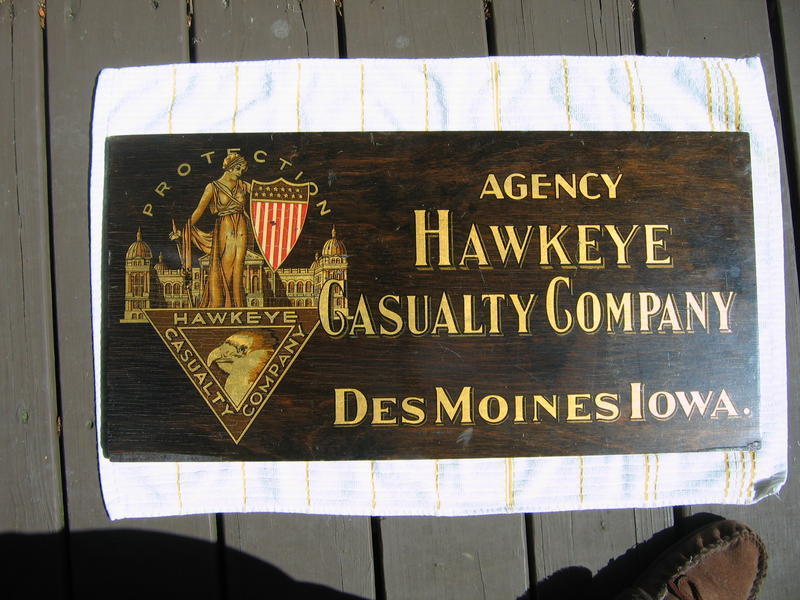 PROTECTION
HAWKEYE
CASUALTY
COMPANY
AGENCY
HAWKEYE
CASUALTY COMPANY
DES MOINES IOWA.